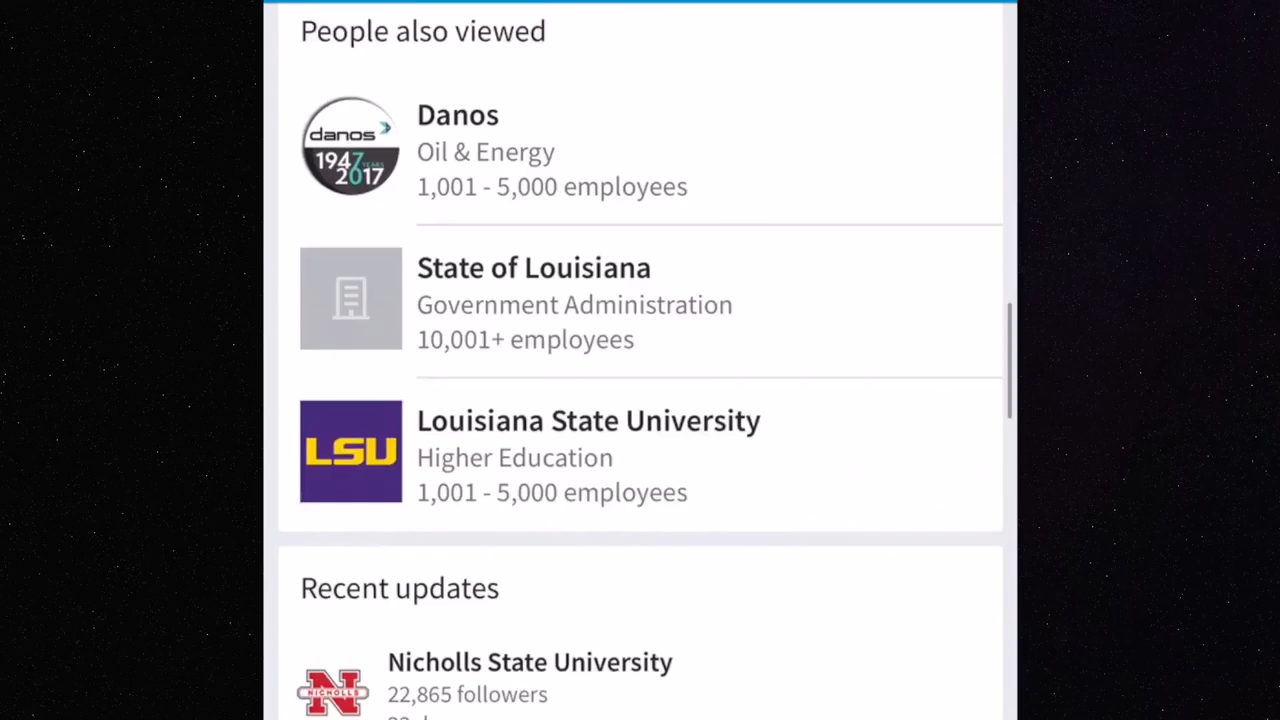 People also viewed
danos
1947 YEARS
2017
Danos
Oil & Energy
1,001 - 5,000 employees
State of Louisiana
Government Administration
10,001+ employees
LSU
Louisiana State University
Higher Education
1,001 - 5,000 employees
Recent updates
NICHOLLS
Nicholls State University
22,865 followers